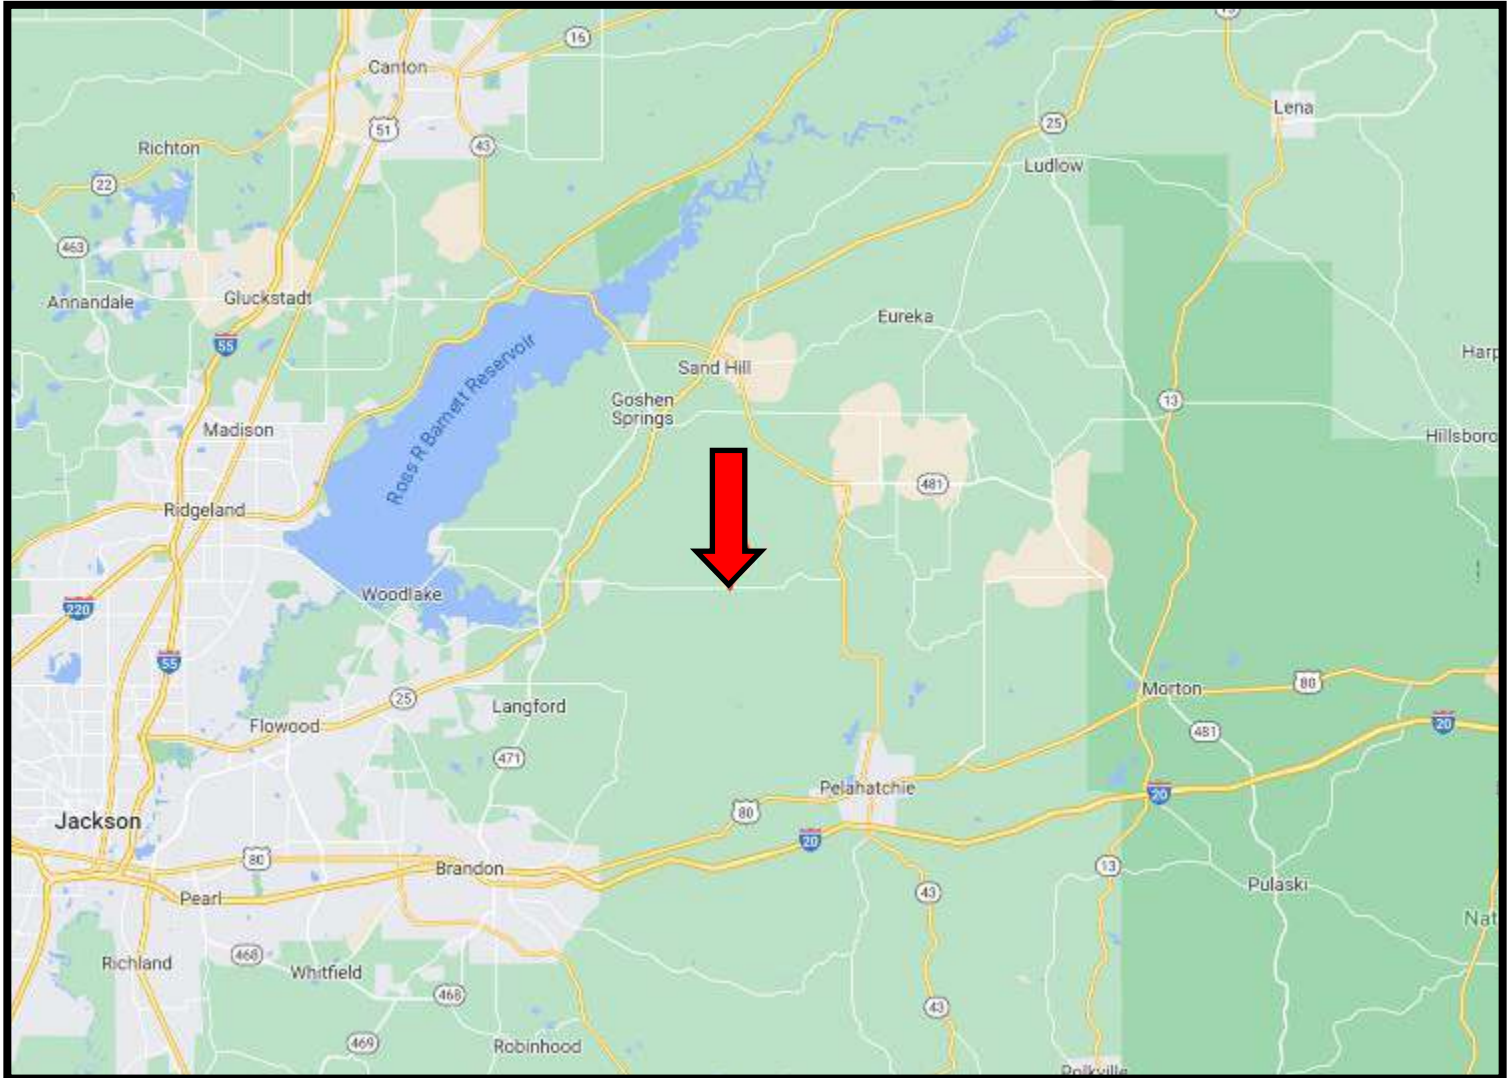 16
Canton
51
43
Richton
22
463
Annandale
Gluckstadt
55
25
Ludlow
Lena
Eureka
Sand Hill
Goshen
Springs
Ross R Barnett Reservoir
Harp
13
Hillsboro
Madison
Ridgeland
481
Woodlake
220
55
25
Flowood
Langford
471
Morton
80
481
20
20
Pelahatchie
80
20
Jackson
80
Brandon
Pearl
43
13
Pulaski
Nat
Richland
468
Whitfield
468
43
469
Robinhood
Polkville